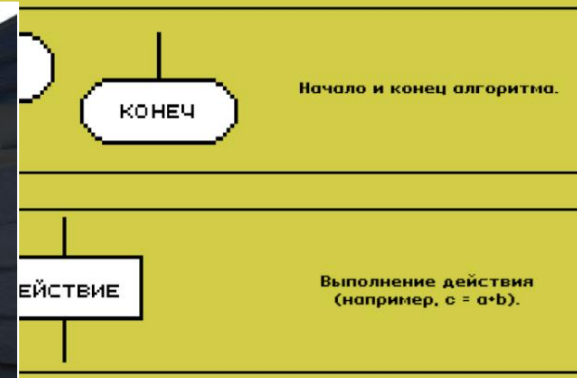 КОНЕЧ
Начало и конец алгоритма.
ЕЙСТВИЕ
Выполнение действия
(например, c = a+b).